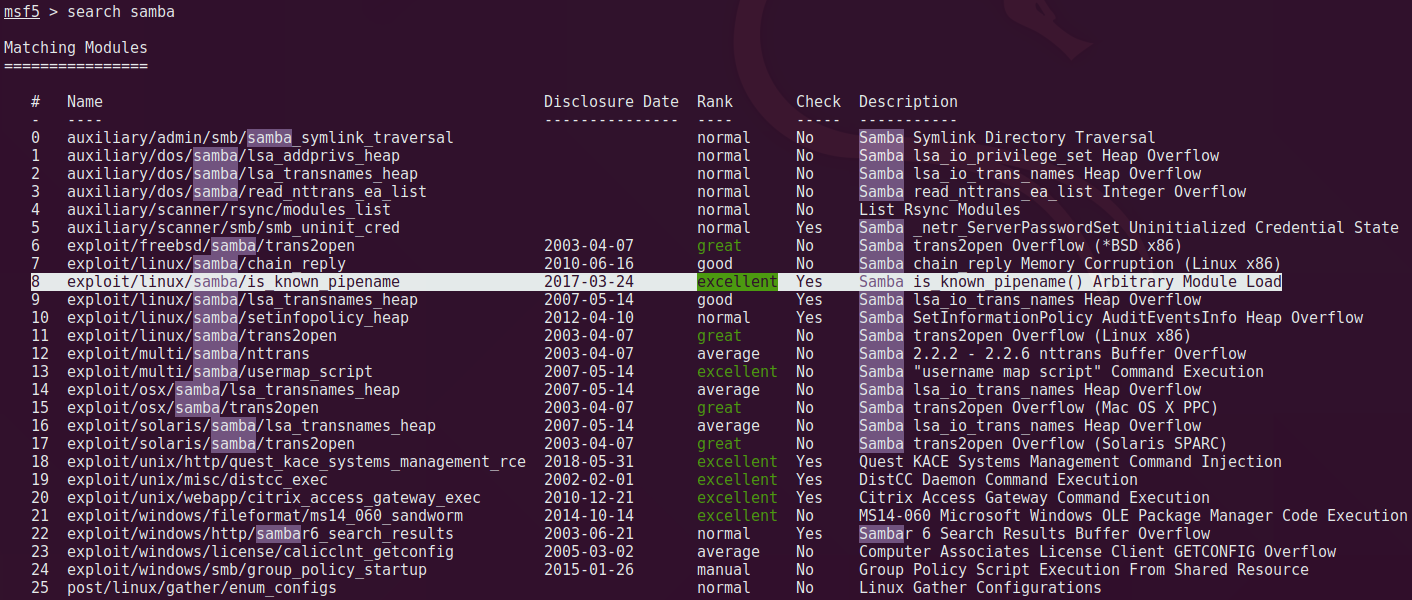 msf5 > search samba
Matching Modules
================
# Name Disclosure Date Rank Check Description
- ---- --------------- ---- ----- -----------
0 auxiliary/admin/smb/samba_symlink_traversal normal No Samba Symlink Directory Traversal
1 auxiliary/dos/samba/lsa_addprivs_heap normal No Samba lsa_io_privilege_set Heap Overflow
2 auxiliary/dos/samba/lsa_transnames_heap normal No Samba lsa_io_trans_names Heap Overflow
3 auxiliary/dos/samba/read_nttrans_ea_list normal No Samba read_nttrans_ea_list Integer Overflow
4 auxiliary/scanner/rsync/modules_list normal No List Rsync Modules
5 auxiliary/scanner/smb/smb_uninit_cred normal Yes Samba _netr_ServerPasswordSet Uninitialized Credential State
6 exploit/freebsd/samba/trans2open 2003-04-07 great No Samba trans2open Overflow (*BSD x86)
7 exploit/linux/samba/chain_reply 2010-06-16 good No Samba chain_reply Memory Corruption (Linux x86)
8 exploit/linux/samba/is_known_pipename 2017-03-24 excellent Yes Samba is_known_pipename() Arbitrary Module Load
9 exploit/linux/samba/lsa_transnames_heap 2007-05-14 good Yes Samba lsa_io_trans_names Heap Overflow
10 exploit/linux/samba/setinfopolicy_heap 2012-04-10 normal Yes Samba SetInformationPolicy AuditEventsInfo Heap Overflow
11 exploit/linux/samba/trans2open 2003-04-07 great No Samba trans2open Overflow (Linux x86)
12 exploit/multi/samba/nttrans 2003-04-07 average No Samba 2.2.2 - 2.2.6 nttrans Buffer Overflow
13 exploit/multi/samba/usermap_script 2007-05-14 excellent No Samba "username map script" Command Execution
14 exploit/osx/samba/lsa_transnames_heap 2007-05-14 average No Samba lsa_io_trans_names Heap Overflow
15 exploit/osx/samba/trans2open 2003-04-07 great No Samba trans2open Overflow (Mac OS X PPC)
16 exploit/solaris/samba/lsa_transnames_heap 2007-05-14 average No Samba lsa_io_trans_names Heap Overflow
17 exploit/solaris/samba/trans2open 2003-04-07 great No Samba trans2open Overflow (Solaris SPARC)
18 exploit/unix/http/quest_kace_systems_management_rce 2018-05-31 excellent Yes Quest KACE Systems Management Command Injection
19 exploit/unix/misc/distcc_exec 2002-02-01 excellent Yes DistCC Daemon Command Execution
20 exploit/unix/webapp/citrix_access_gateway_exec 2010-12-21 excellent Yes Citrix Access Gateway Command Execution
21 exploit/windows/fileformat/ms14_060_sandworm 2014-10-14 excellent No MS14-060 Microsoft Windows OLE Package Manager Code Execution
22 exploit/windows/http/sambar6_search_results 2003-06-21 normal Yes Sambar 6 Search Results Buffer Overflow
23 exploit/windows/license/calicclnt_getconfig 2005-03-02 average No Computer Associates License Client GETCONFIG Overflow
24 exploit/windows/smb/group_policy_startup 2015-01-26 manual No Group Policy Script Execution From Shared Resource
25 post/linux/gather/enum_configs normal No Linux Gather Configurations